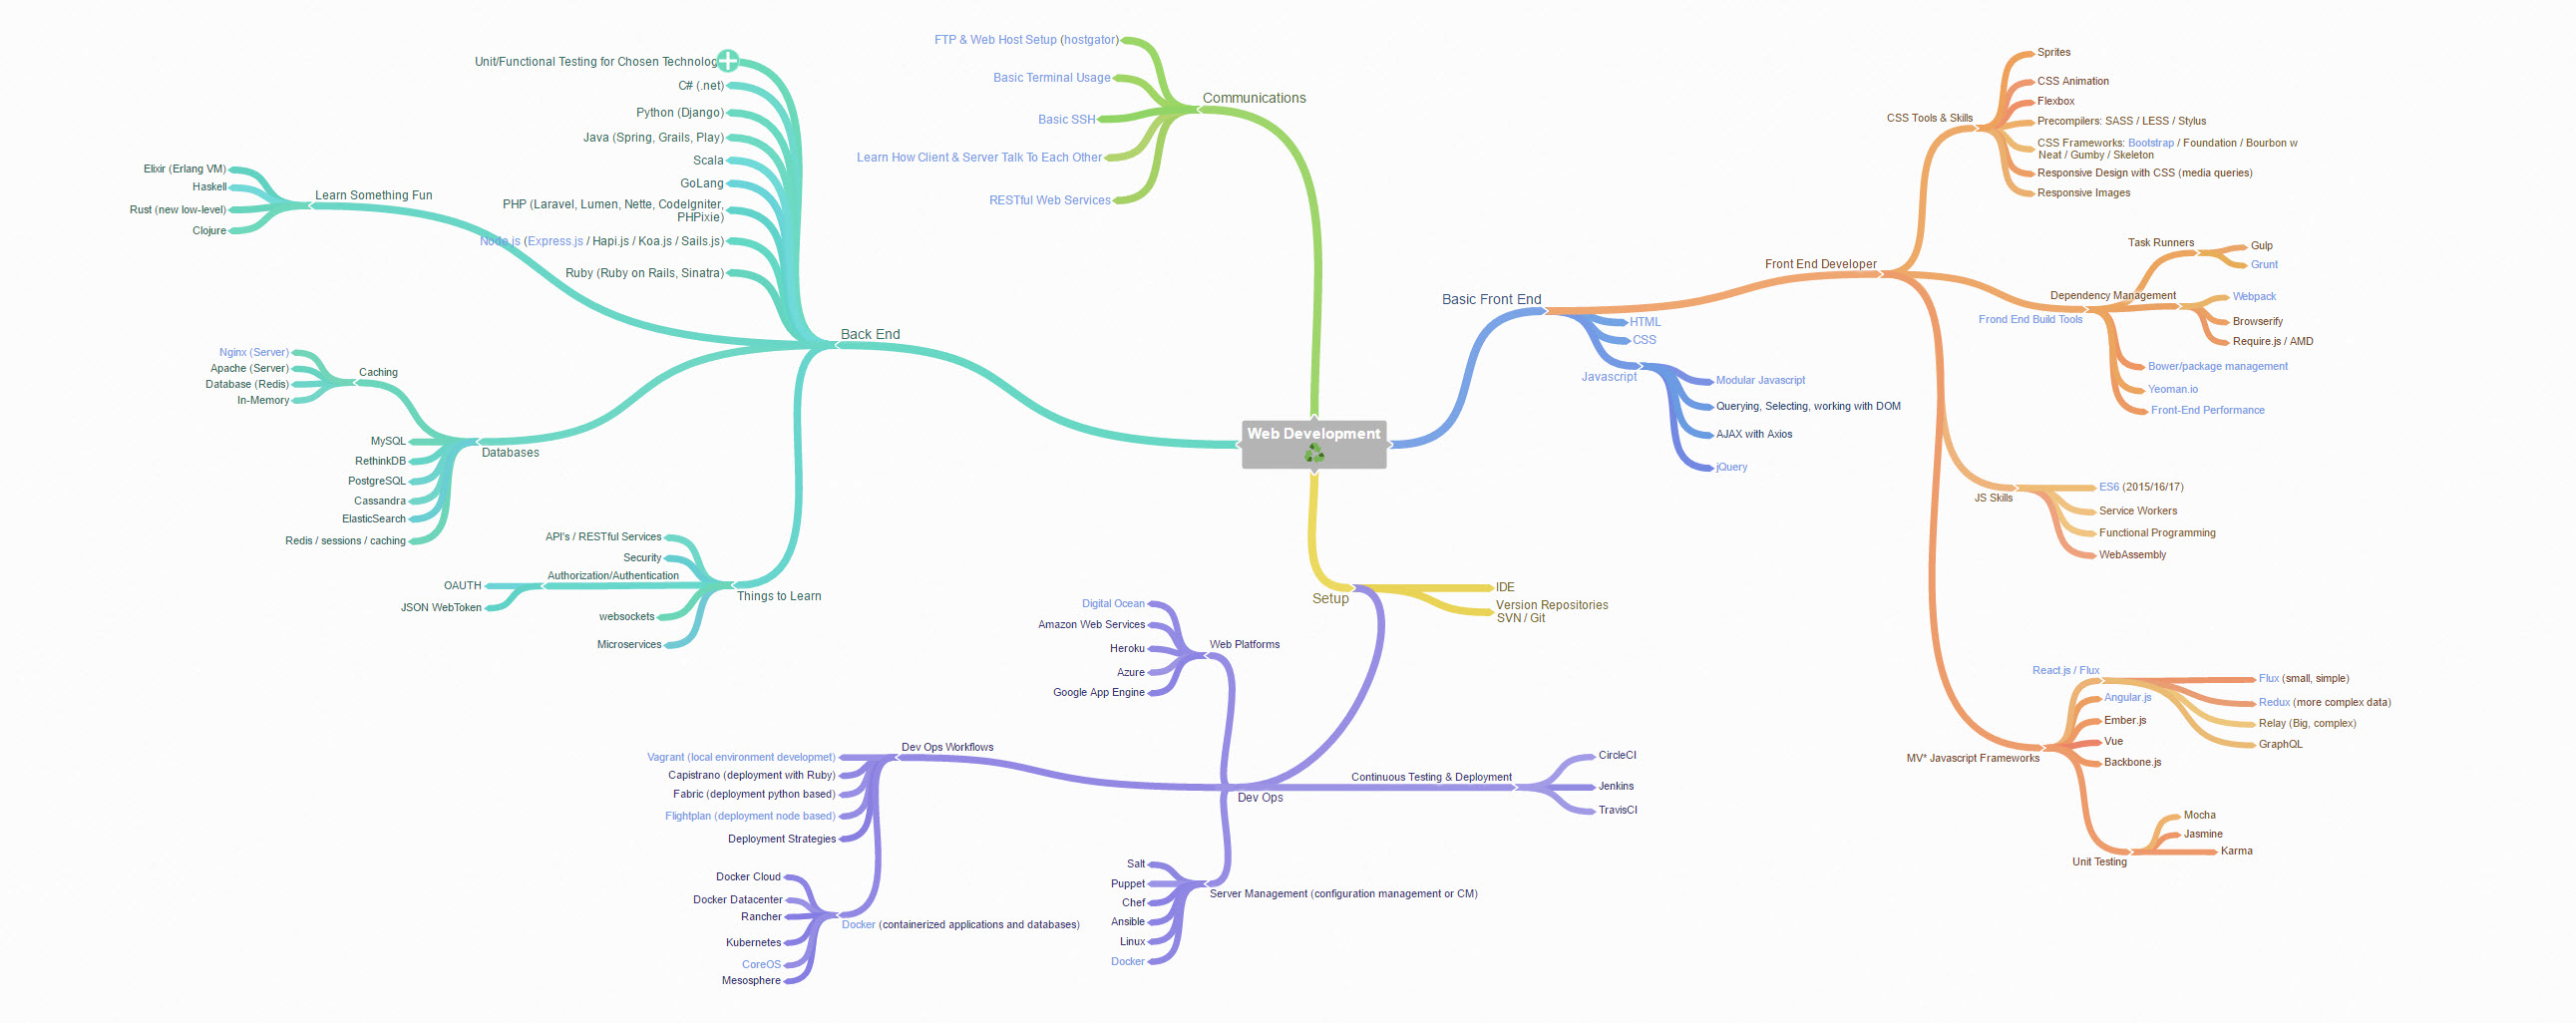 Web Development
Communications
FTP & Web Host Setup (hostgator)
Basic Terminal Usage
Basic SSH
Learn How Client & Server Talk To Each Other
RESTful Web Services
Back End
Unit/Functional Testing for Chosen Technolog
C# (.net)
Python (Django)
Java (Spring, Grails, Play)
Scala
GoLang
PHP (Laravel, Lumen, Nette, CodeIgniter,
PHPixie)
Node.js (Express.js / Hapi.js / Koa.js / Sails.js)
Ruby (Ruby on Rails, Sinatra)
Learn Something Fun
Elixir (Erlang VM)
Haskell
Rust (new low-level)
Clojure
Databases
Caching
Nginx (Server)
Apache (Server)
Database (Redis)
In-Memory
MySQL
RethinkDB
PostgreSQL
Cassandra
ElasticSearch
Redis / sessions / caching
Things to Learn
API's / RESTful Services
Security
Authorization/Authentication
OAUTH
JSON WebToken
websockets
Microservices
Basic Front End
HTML
CSS
Javascript
Modular Javascript
Querying, Selecting, working with DOM
AJAX with Axios
jQuery
Front End Developer
CSS Tools & Skills
Sprites
CSS Animation
Flexbox
Precompilers: SASS / LESS / Stylus
CSS Frameworks: Bootstrap / Foundation / Bourbon w
Neat / Gumby / Skeleton
Responsive Design with CSS (media queries)
Responsive Images
Frond End Build Tools
Task Runners
Gulp
Grunt
Dependency Management
Webpack
Browserify
Require.js / AMD
Bower/package management
Yeoman.io
Front-End Performance
JS Skills
ES6 (2015/16/17)
Service Workers
Functional Programming
WebAssembly
MV* Javascript Frameworks
React.js / Flux
Flux (small, simple)
Redux (more complex data)
Relay (Big, complex)
GraphQL
Angular.js
Ember.js
Vue
Backbone.js
Unit Testing
Mocha
Jasmine
Karma
Setup
IDE
Version Repositories
SVN / Git
Dev Ops
Web Platforms
Digital Ocean
Amazon Web Services
Heroku
Azure
Google App Engine
Dev Ops Workflows
Vagrant (local environment developmet)
Capistrano (deployment with Ruby)
Fabric (deployment python based)
Flightplan (deployment node based)
Deployment Strategies
Docker (containerized applications and databases)
Docker Cloud
Docker Datacenter
Rancher
Kubernetes
CoreOS
Mesosphere
Continuous Testing & Deployment
CircleCI
Jenkins
TravisCI
Server Management (configuration management or CM)
Salt
Puppet
Chef
Ansible
Linux
Docker